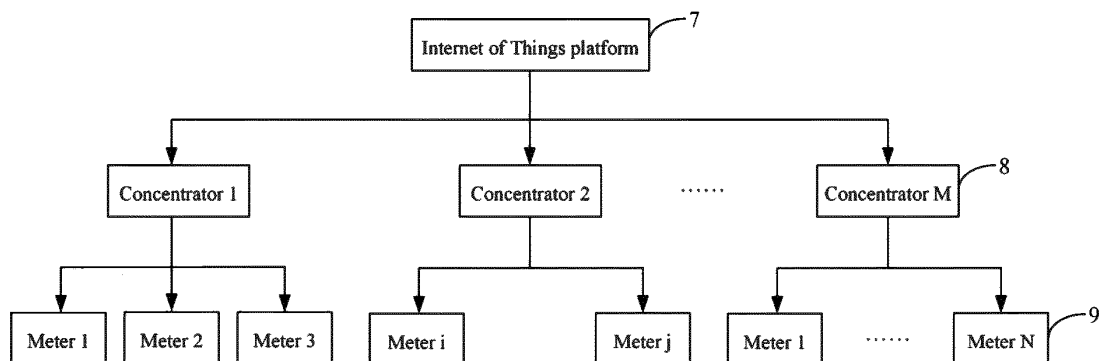 7
Internet of Things platform
8
Concentrator 1
Concentrator 2
......
Concentrator M
9
Meter 1
Meter 2
Meter 3
Meter i
Meter j
Meter 1
......
Meter N